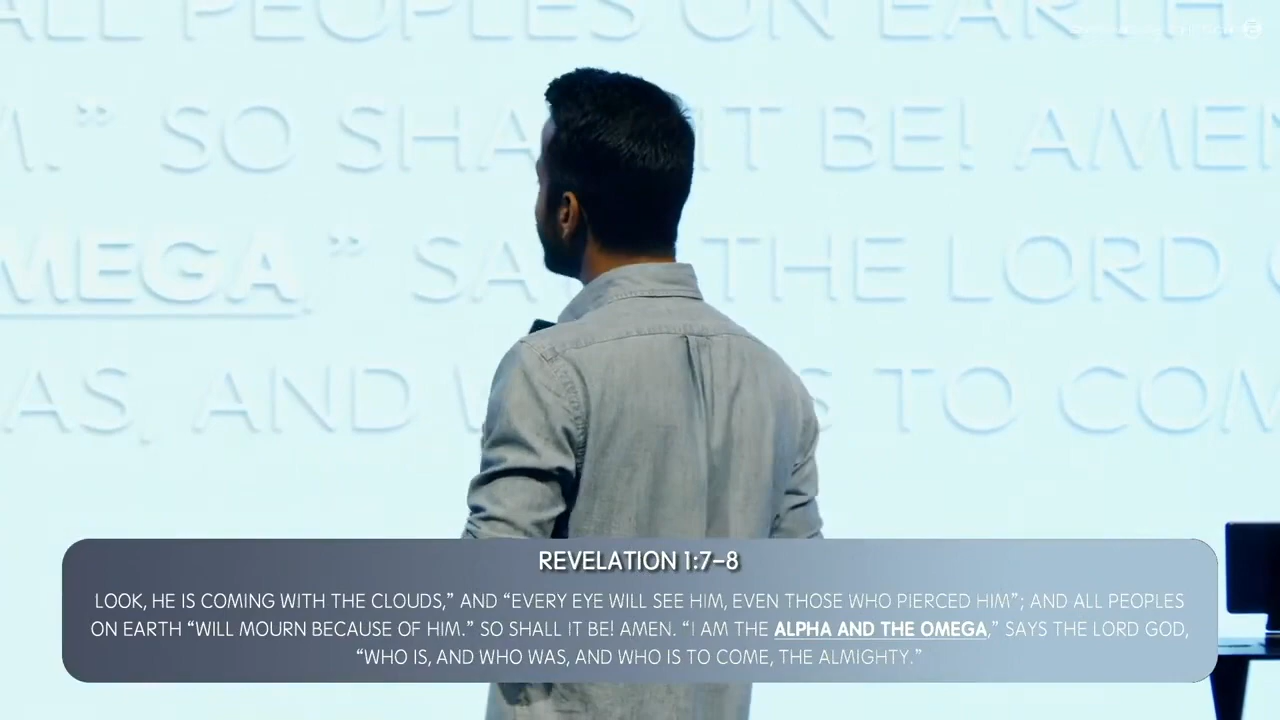 ALL PEOPLES ON EARTH
M.” SO SHA IT BE! AMEN
MEGA,” SA THE LORD
AS, AND W S TO COM
REVELATION 1:7–8
LOOK, HE IS COMING WITH THE CLOUDS,” AND “EVERY EYE WILL SEE HIM, EVEN THOSE WHO PIERCED HIM”; AND ALL PEOPLES
ON EARTH “WILL MOURN BECAUSE OF HIM.” SO SHALL IT BE! AMEN. “I AM THE ALPHA AND THE OMEGA,” SAYS THE LORD GOD,
“WHO IS, AND WHO WAS, AND WHO IS TO COME, THE ALMIGHTY.”